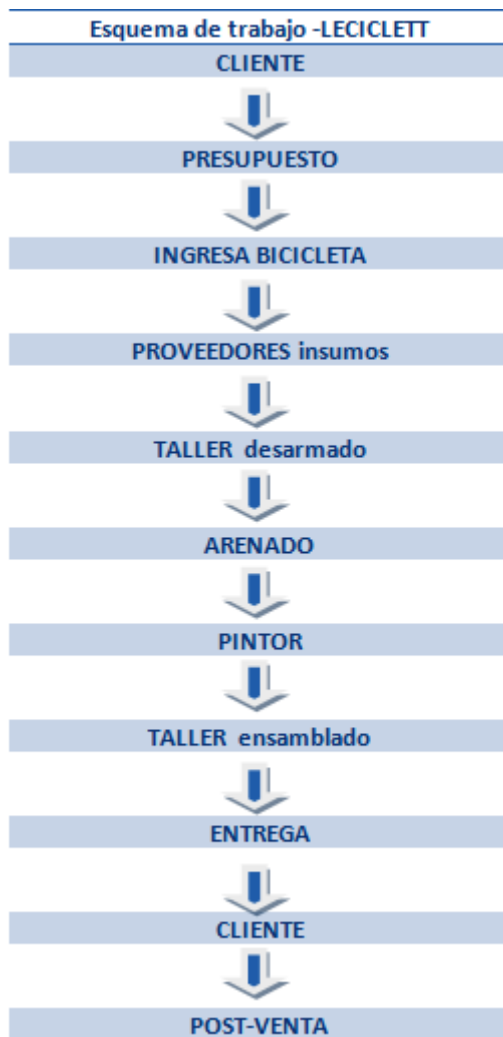 Esquema de trabajo -LECICLETT
CLIENTE
PRESUPUESTO
INGRESA BICICLETA
PROVEEDORES insumos
TALLER desarmado
ARENADO
PINTOR
TALLER ensamblado
ENTREGA
CLIENTE
POST-VENTA